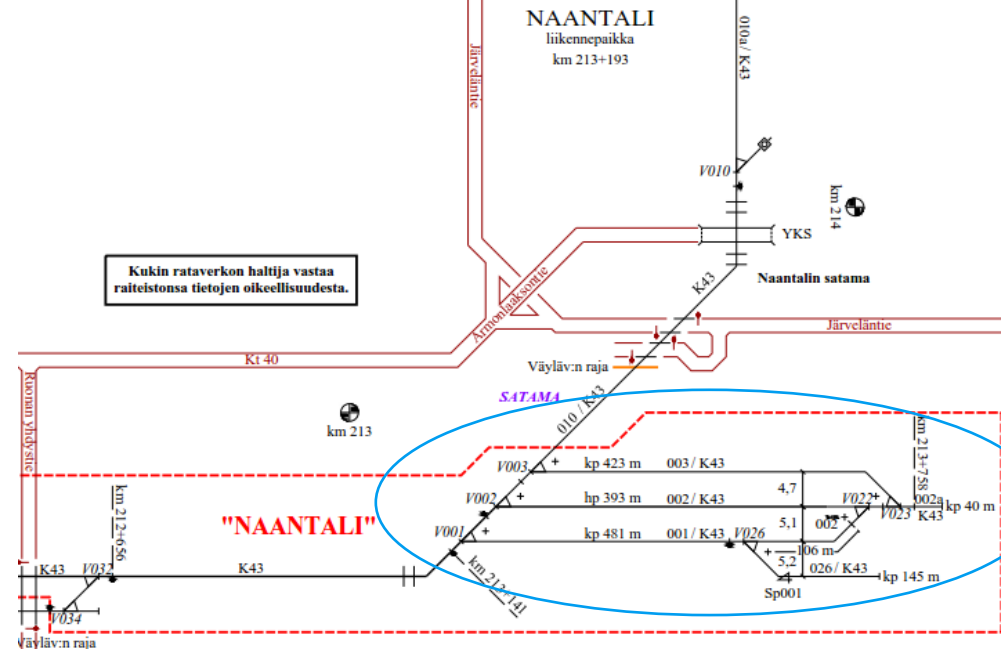 NAANTALI
liikennepaikka
km 213+193
010a / K43
Järveläntie
V010
km 214
YKS
Kukin rataverkon haltija vastaa
raiteistonsa tietojen oikeellisuudesta.
Armonlaaksontie
K43
Naantalin satama
Järveläntie
Kt 40
Väyläv:n raja
Ruonan yhdystie
SATAMA
010 / K43
km 213
km 213+758
V003
+
kp 423 m
003 / K43
4,7
V002
+
hp 393 m
002 / K43
V022
+
V023
002a
K43
kp 40 m
km 212+656
"NAANTALI"
V001
+
kp 481 m
001 / K43
V026
5,1
002
+
+
106 m
5,2
026 / K43
kp 145 m
Sp001
km 213+141
K43
V032
K43
V034
Väyläv:n raja